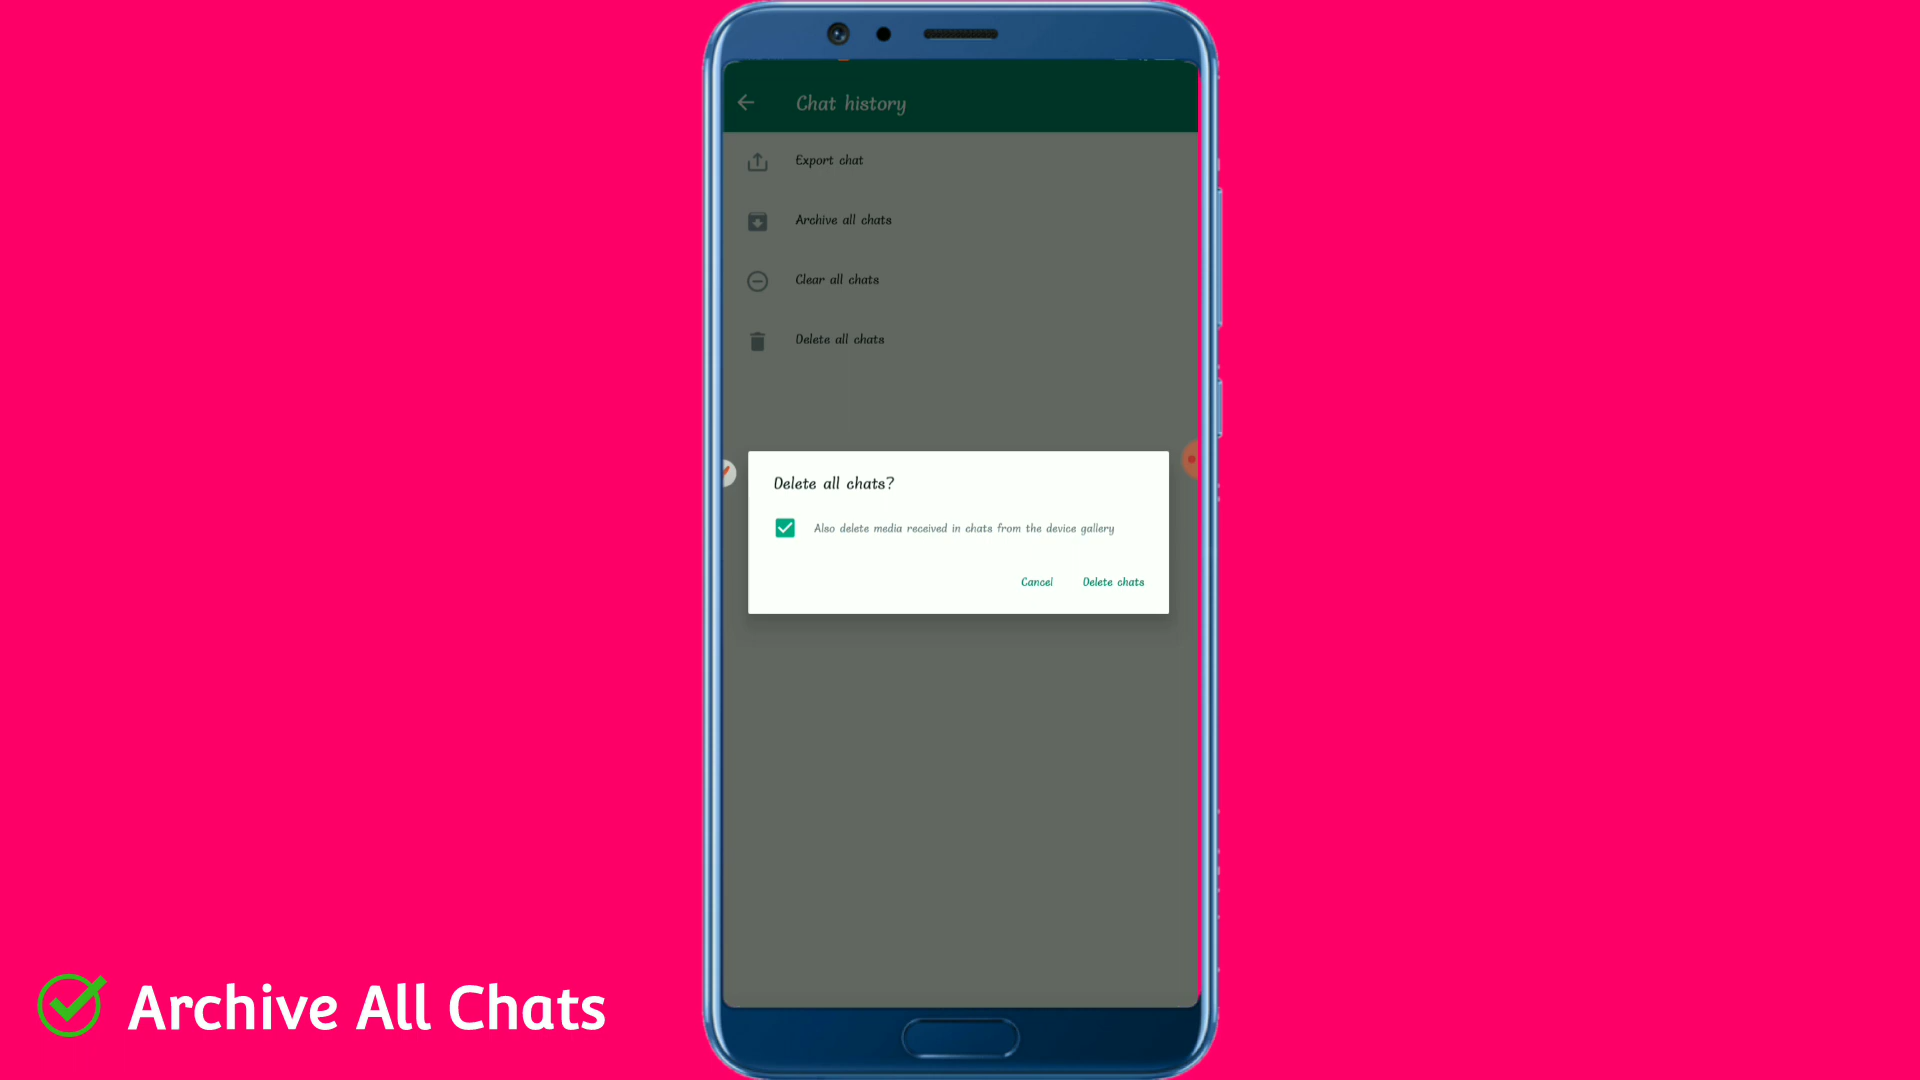 Chat history
Export chat
Archive all chats
Clear all chats
Delete all chats
Delete all chats?
Also delete media received in chats from the device gallery
Cancel Delete chats
Archive All Chats